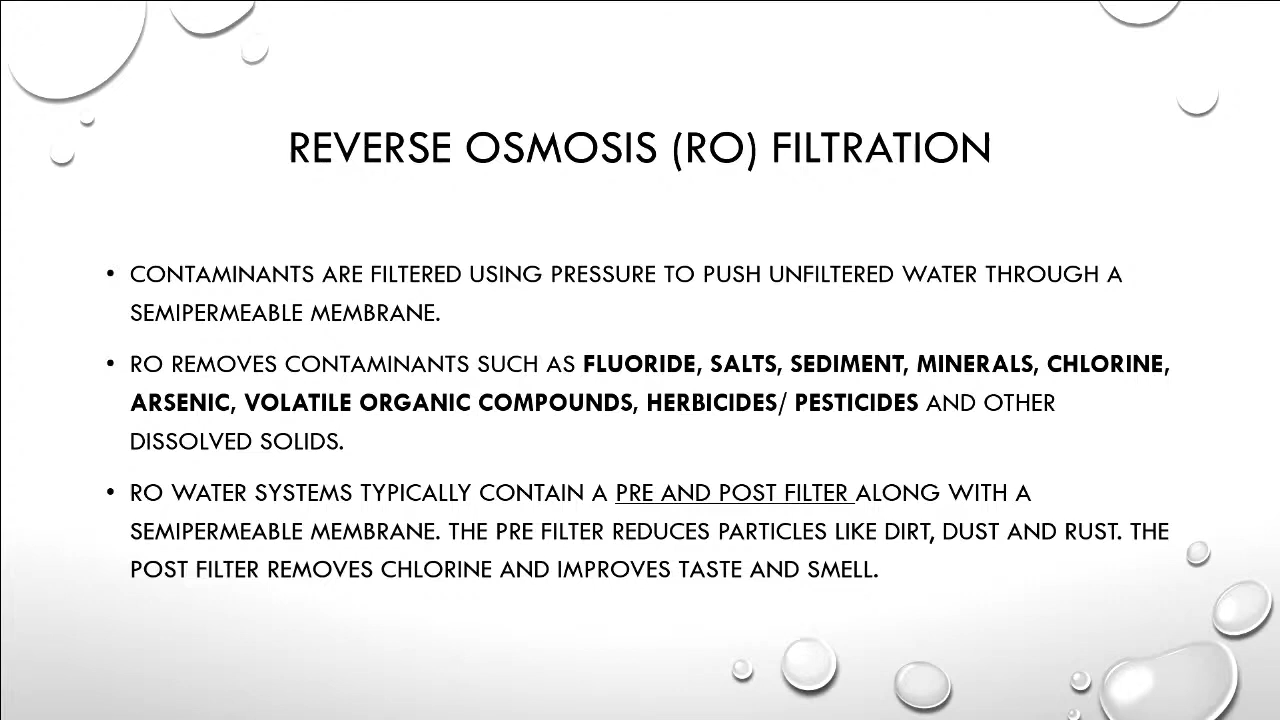 REVERSE OSMOSIS (RO) FILTRATION
• CONTAMINANTS ARE FILTERED USING PRESSURE TO PUSH UNFILTERED WATER THROUGH A
SEMIPERMEABLE MEMBRANE.
• RO REMOVES CONTAMINANTS SUCH AS FLUORIDE, SALTS, SEDIMENT, MINERALS, CHLORINE,
ARSENIC, VOLATILE ORGANIC COMPOUNDS, HERBICIDES/ PESTICIDES AND OTHER
DISSOLVED SOLIDS.
• RO WATER SYSTEMS TYPICALLY CONTAIN A PRE AND POST FILTER ALONG WITH A
SEMIPERMEABLE MEMBRANE. THE PRE FILTER REDUCES PARTICLES LIKE DIRT, DUST AND RUST. THE
POST FILTER REMOVES CHLORINE AND IMPROVES TASTE AND SMELL.